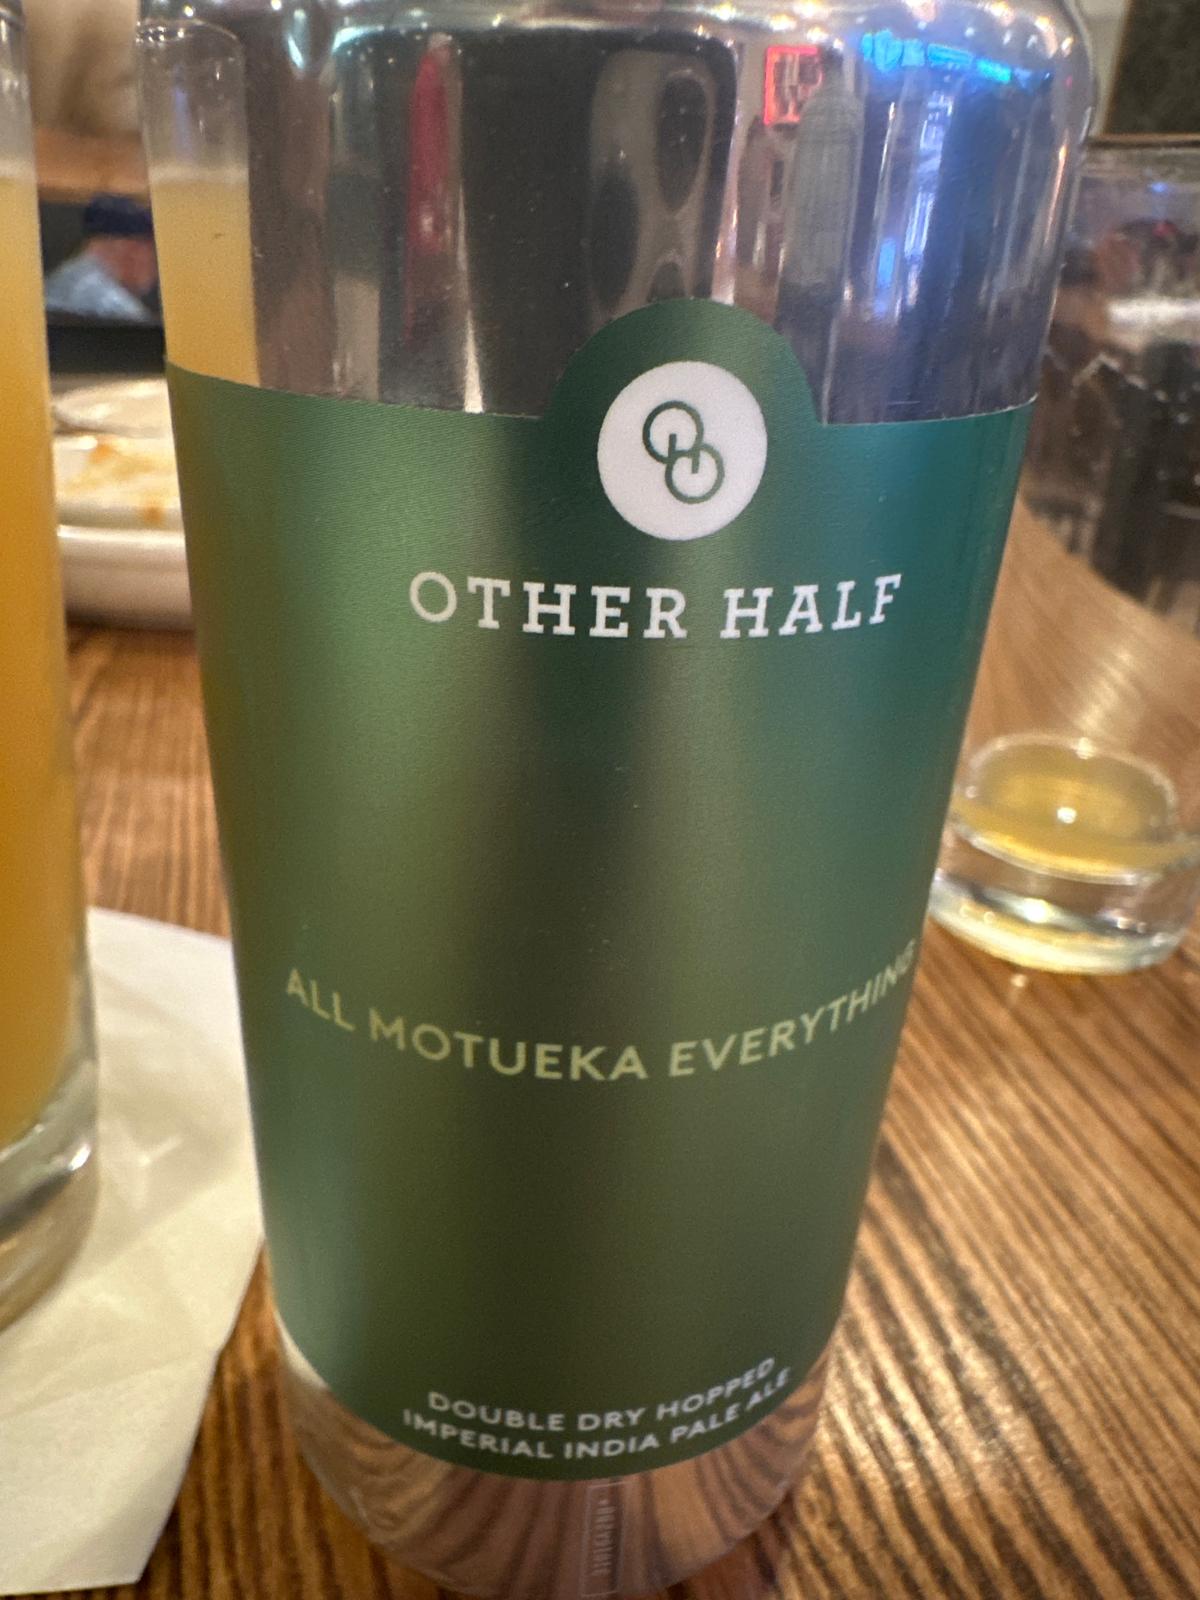 OTHER HALF
ALL MOTUEKA EVERYTHING
DOUBLE DRY HOPPED
IMPERIAL INDIA PALE ALE